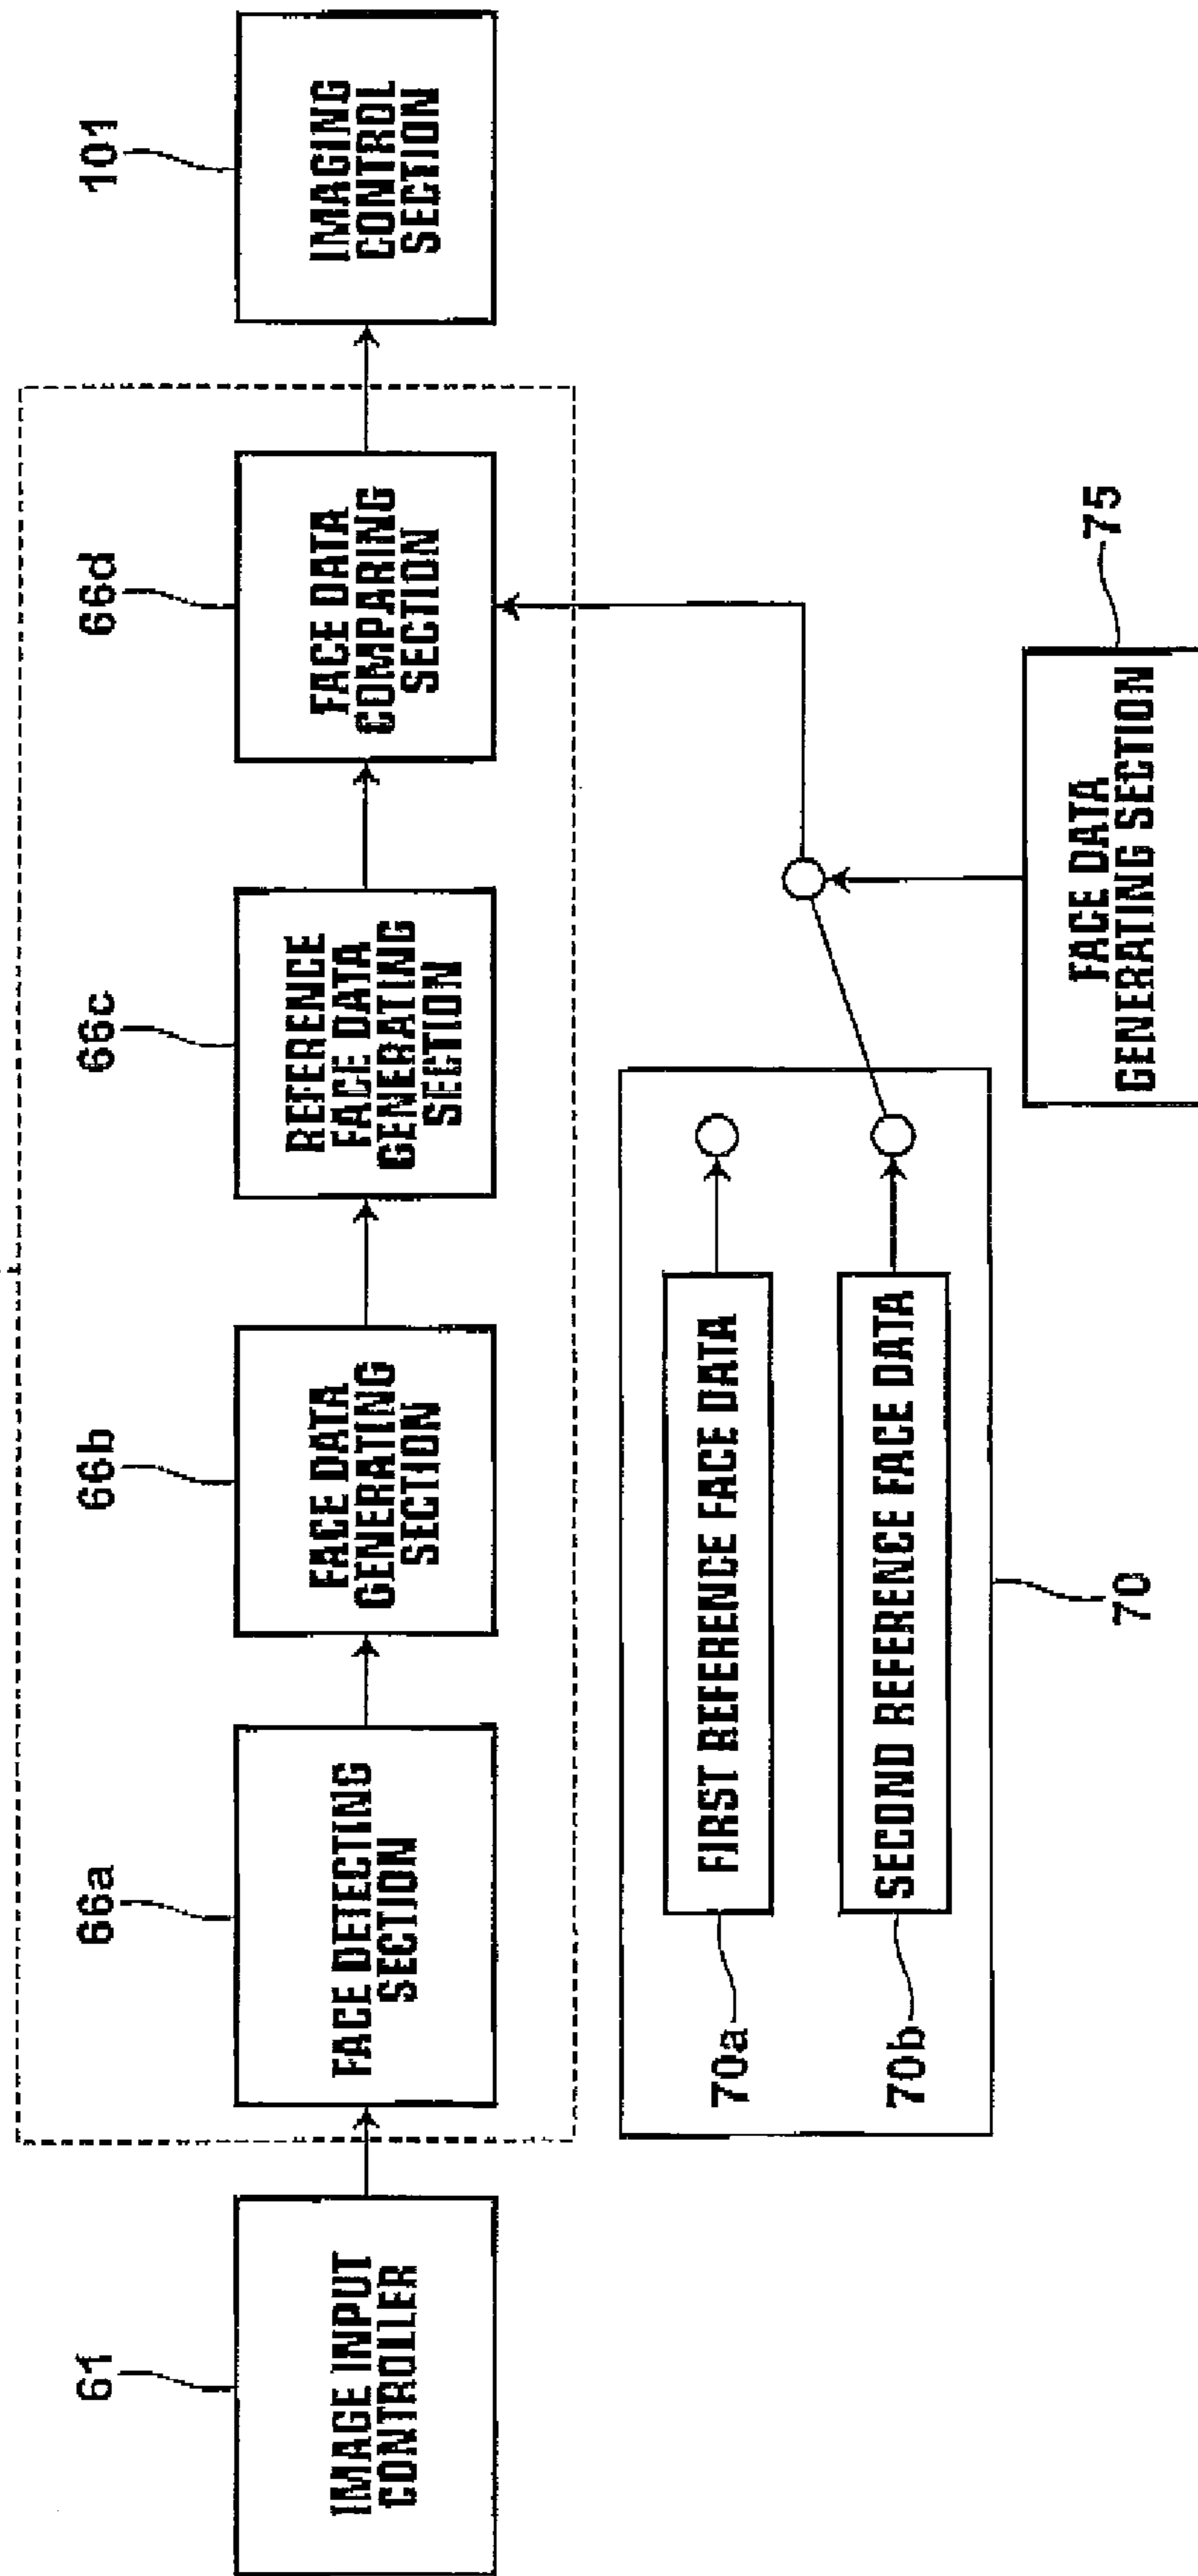 61
IMAGE INPUT
CONTROLLER
66a
FACE DETECTING
SECTION
66b
FACE DATA
GENERATING
SECTION
66c
REFERENCE
FACE DATA
GENERATING
SECTION
66d
FACE DATA
COMPARING
SECTION
101
IMAGING
CONTROL
SECTION
70a
FIRST REFERENCE FACE DATA
70b
SECOND REFERENCE FACE DATA
70
FACE DATA
GENERATING SECTION
75